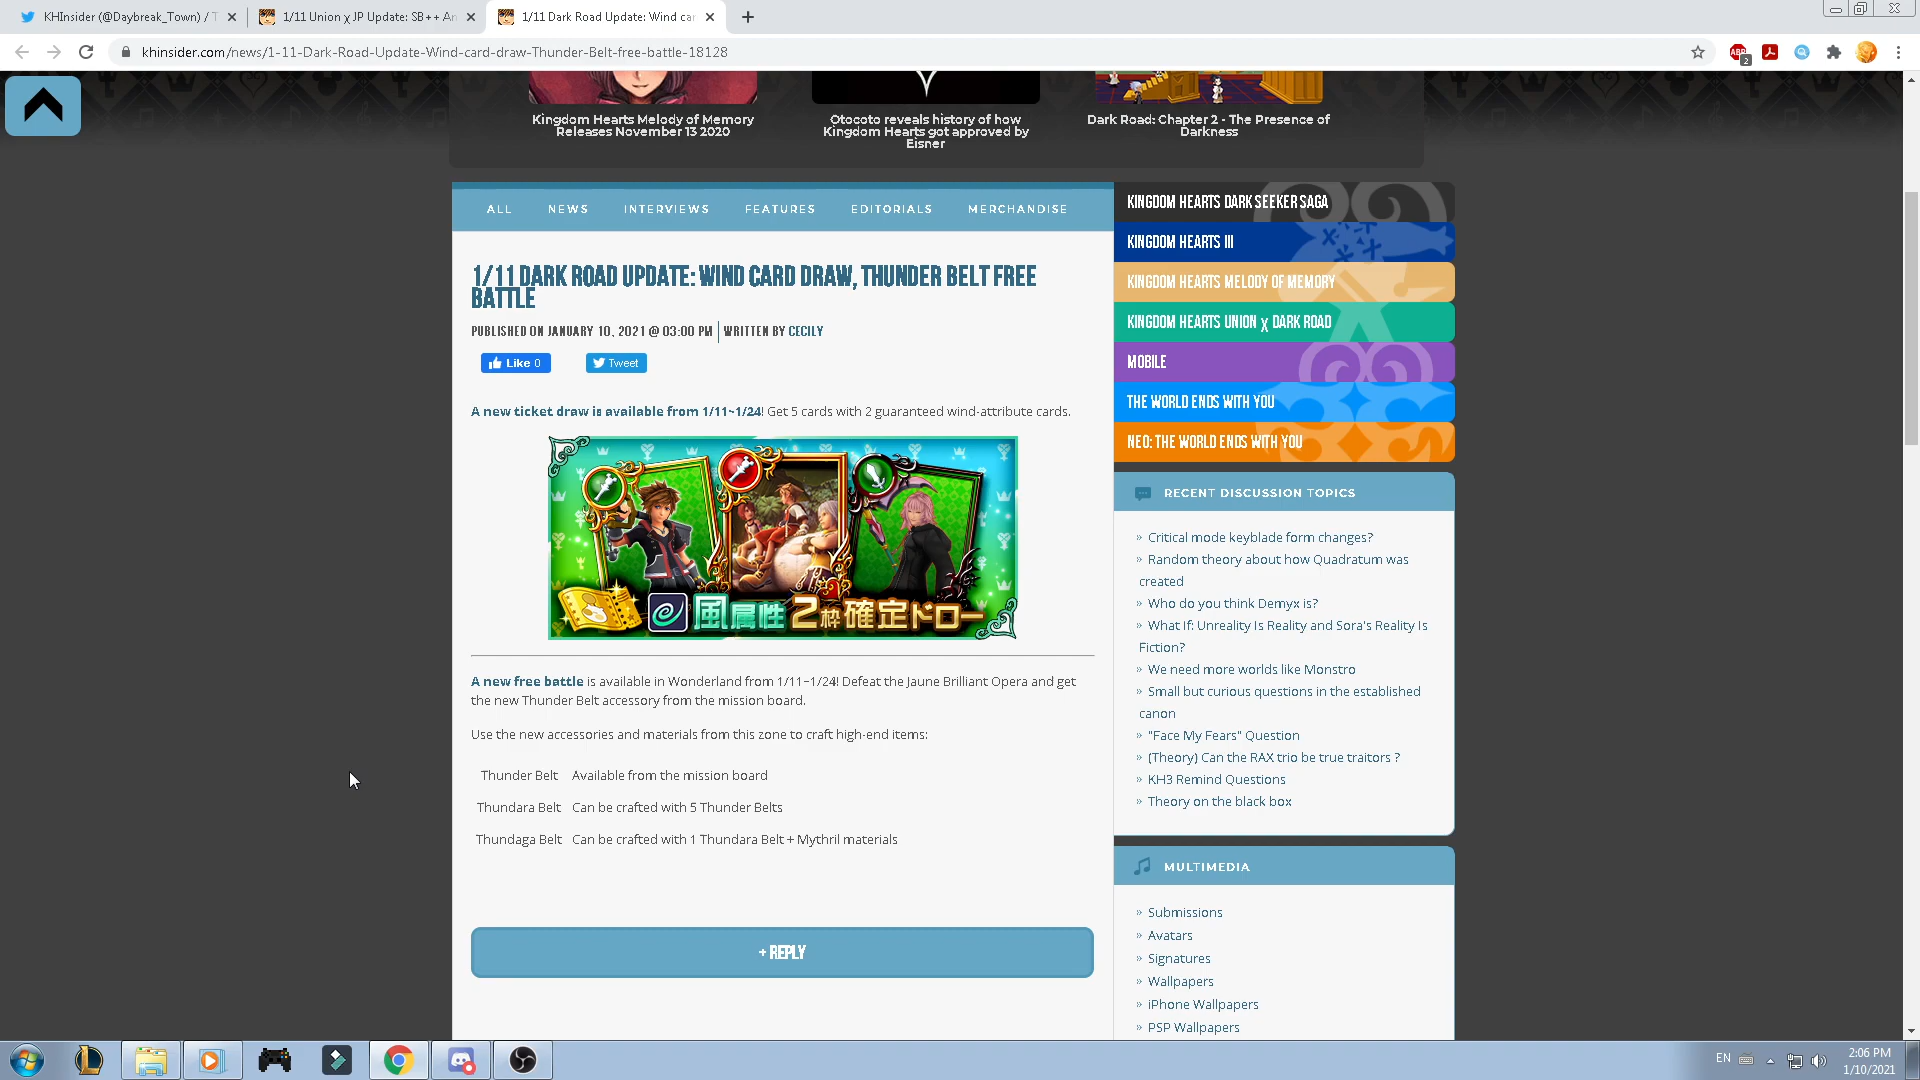 KHInsider (@Daybreak_Town) / T
1/11 Union χ JP Update: SB++ An
1/11 Dark Road Update: Wind car
khinsider.com/news/1-11-Dark-Road-Update-Wind-card-draw-Thunder-Belt-free-battle-18128
ABP
2
Kingdom Hearts Melody of Memory
Releases November 13 2020
Otocoto reveals history of how
Kingdom Hearts got approved by
Eisner
Dark Road: Chapter 2 - The Presence of
Darkness
ALL NEWS INTERVIEWS FEATURES EDITORIALS MERCHANDISE
1/11 DARK ROAD UPDATE: WIND CARD DRAW, THUNDER BELT FREE
BATTLE
PUBLISHED ON JANUARY 10, 2021 @ 03:00 PM WRITTEN BY CECILY
Like 0 Tweet
A new ticket draw is available from 1/11~1/24! Get 5 cards with 2 guaranteed wind-attribute cards.
風属性2枠確定ドロー
A new free battle is available in Wonderland from 1/11~1/24! Defeat the Jaune Brilliant Opera and get
the new Thunder Belt accessory from the mission board.
Use the new accessories and materials from this zone to craft high-end items:
Thunder Belt Available from the mission board
Thundara Belt Can be crafted with 5 Thunder Belts
Thundaga Belt Can be crafted with 1 Thundara Belt + Mythril materials
+ REPLY
KINGDOM HEARTS DARK SEEKER SAGA
KINGDOM HEARTS III
KINGDOM HEARTS MELODY OF MEMORY
KINGDOM HEARTS UNION χ DARK ROAD
MOBILE
THE WORLD ENDS WITH YOU
NEO: THE WORLD ENDS WITH YOU
RECENT DISCUSSION TOPICS
» Critical mode keyblade form changes?
» Random theory about how Quadratum was
created
» Who do you think Demyx is?
» What If: Unreality Is Reality and Sora's Reality Is
Fiction?
» We need more worlds like Monstro
» Small but curious questions in the established
canon
» "Face My Fears" Question
» (Theory) Can the RAX trio be true traitors ?
» KH3 Remind Questions
» Theory on the black box
MULTIMEDIA
» Submissions
» Avatars
» Signatures
» Wallpapers
» iPhone Wallpapers
» PSP Wallpapers
EN
2:06 PM
1/10/2021